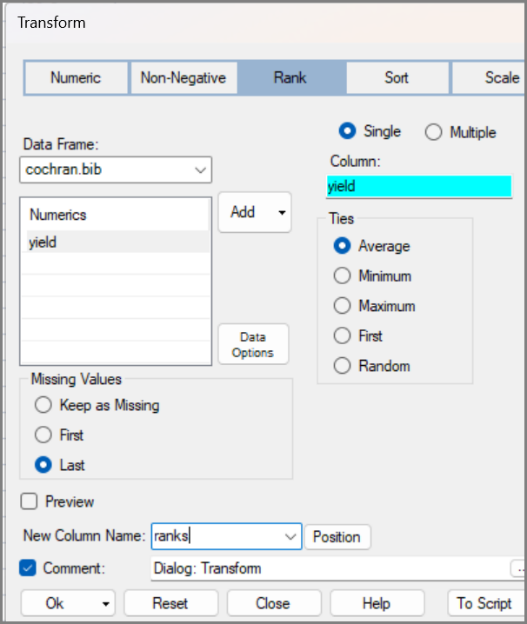 Transform
Numeric Non-Negative Rank Sort Scale
Single Multiple
Data Frame:
Column:
cochran.bib
yield
Numerics
Add
yield
Ties
Average
Minimum
Maximum
First
Random
Data
Options
Missing Values
Keep as Missing
First
Last
Preview
New Column Name: ranks Position
Comment: Dialog: Transform ..
Ok Reset Close Help To Script